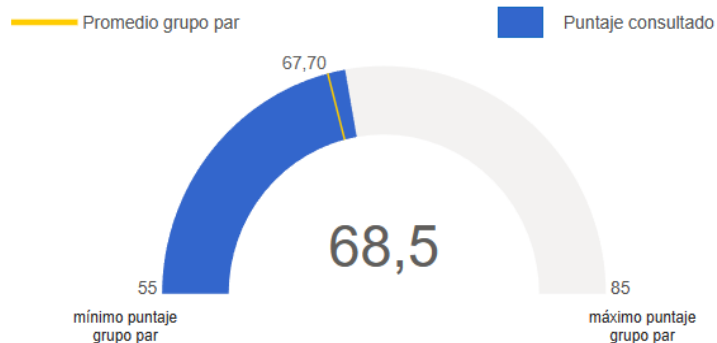 Promedio grupo par
Puntaje consultado
67,70
68,5
55
85
mínimo puntaje
grupo par
máximo puntaje
grupo par